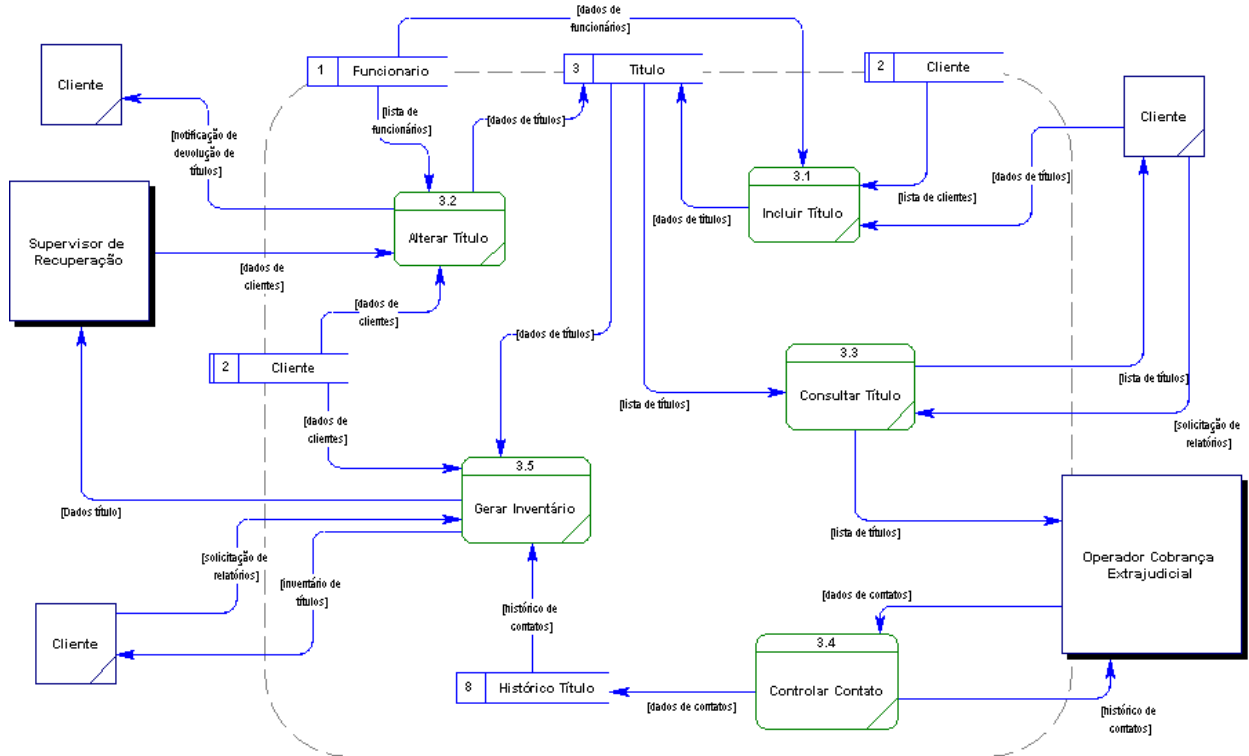 [dados de
funcionários]
1 Funcionario
3 Título
2 Cliente
Cliente
Cliente
[lista de
funcionários]
[dados de títulos]
[notificação de
devolução de
títulos]
3.1
Incluir Título
[dados de títulos]
[lista de clientes]
[dados de títulos]
3.2
Alterar Título
Supervisor de
Recuperação
[dados de
clientes]
[dados de
clientes]
[dados de títulos]
2 Cliente
3.3
Consultar Título
[lista de títulos]
[lista de títulos]
[solicitação de
relatórios]
[dados de
clientes]
3.5
Gerar Inventário
[Dados título]
[lista de títulos]
Operador Cobrança
Extrajudicial
[solicitação de
relatórios]
[inventário de
títulos]
[histórico de
contatos]
[dados de contatos]
Cliente
3.4
Controlar Contato
8 Histórico Título
[dados de contatos]
[histórico de
contatos]